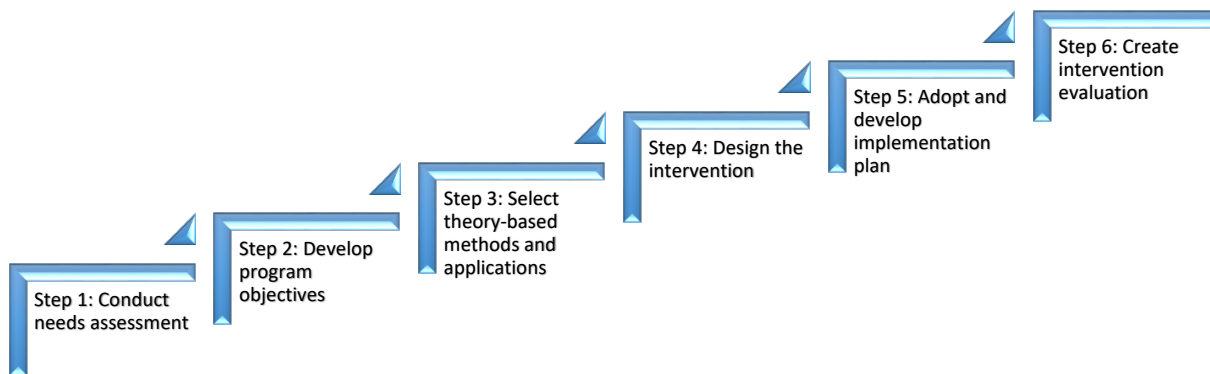 Step 1: Conduct
needs assessment
Step 2: Develop
program
objectives
Step 3: Select
theory-based
methods and
applications
Step 4: Design the
intervention
Step 5: Adopt and
develop
implementation
plan
Step 6: Create
intervention
evaluation